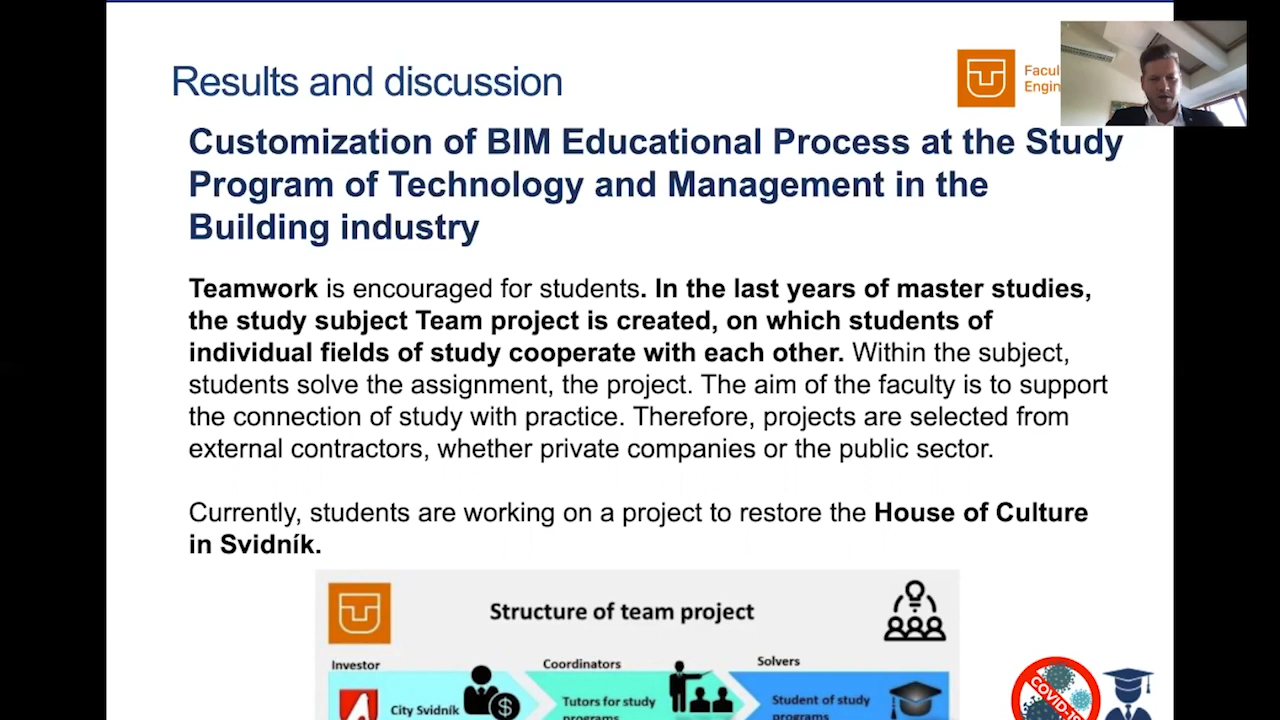 Results and discussion
Facul
Engin
Customization of BIM Educational Process at the Study
Program of Technology and Management in the
Building industry
Teamwork is encouraged for students. In the last years of master studies,
the study subject Team project is created, on which students of
individual fields of study cooperate with each other. Within the subject,
students solve the assignment, the project. The aim of the faculty is to support
the connection of study with practice. Therefore, projects are selected from
external contractors, whether private companies or the public sector.
Currently, students are working on a project to restore the House of Culture
in Svidník.
Structure of team project
Investor
Coordinators
Solvers
City Svidník
Tutors for study
programs
Student of study
programs
COVID-19